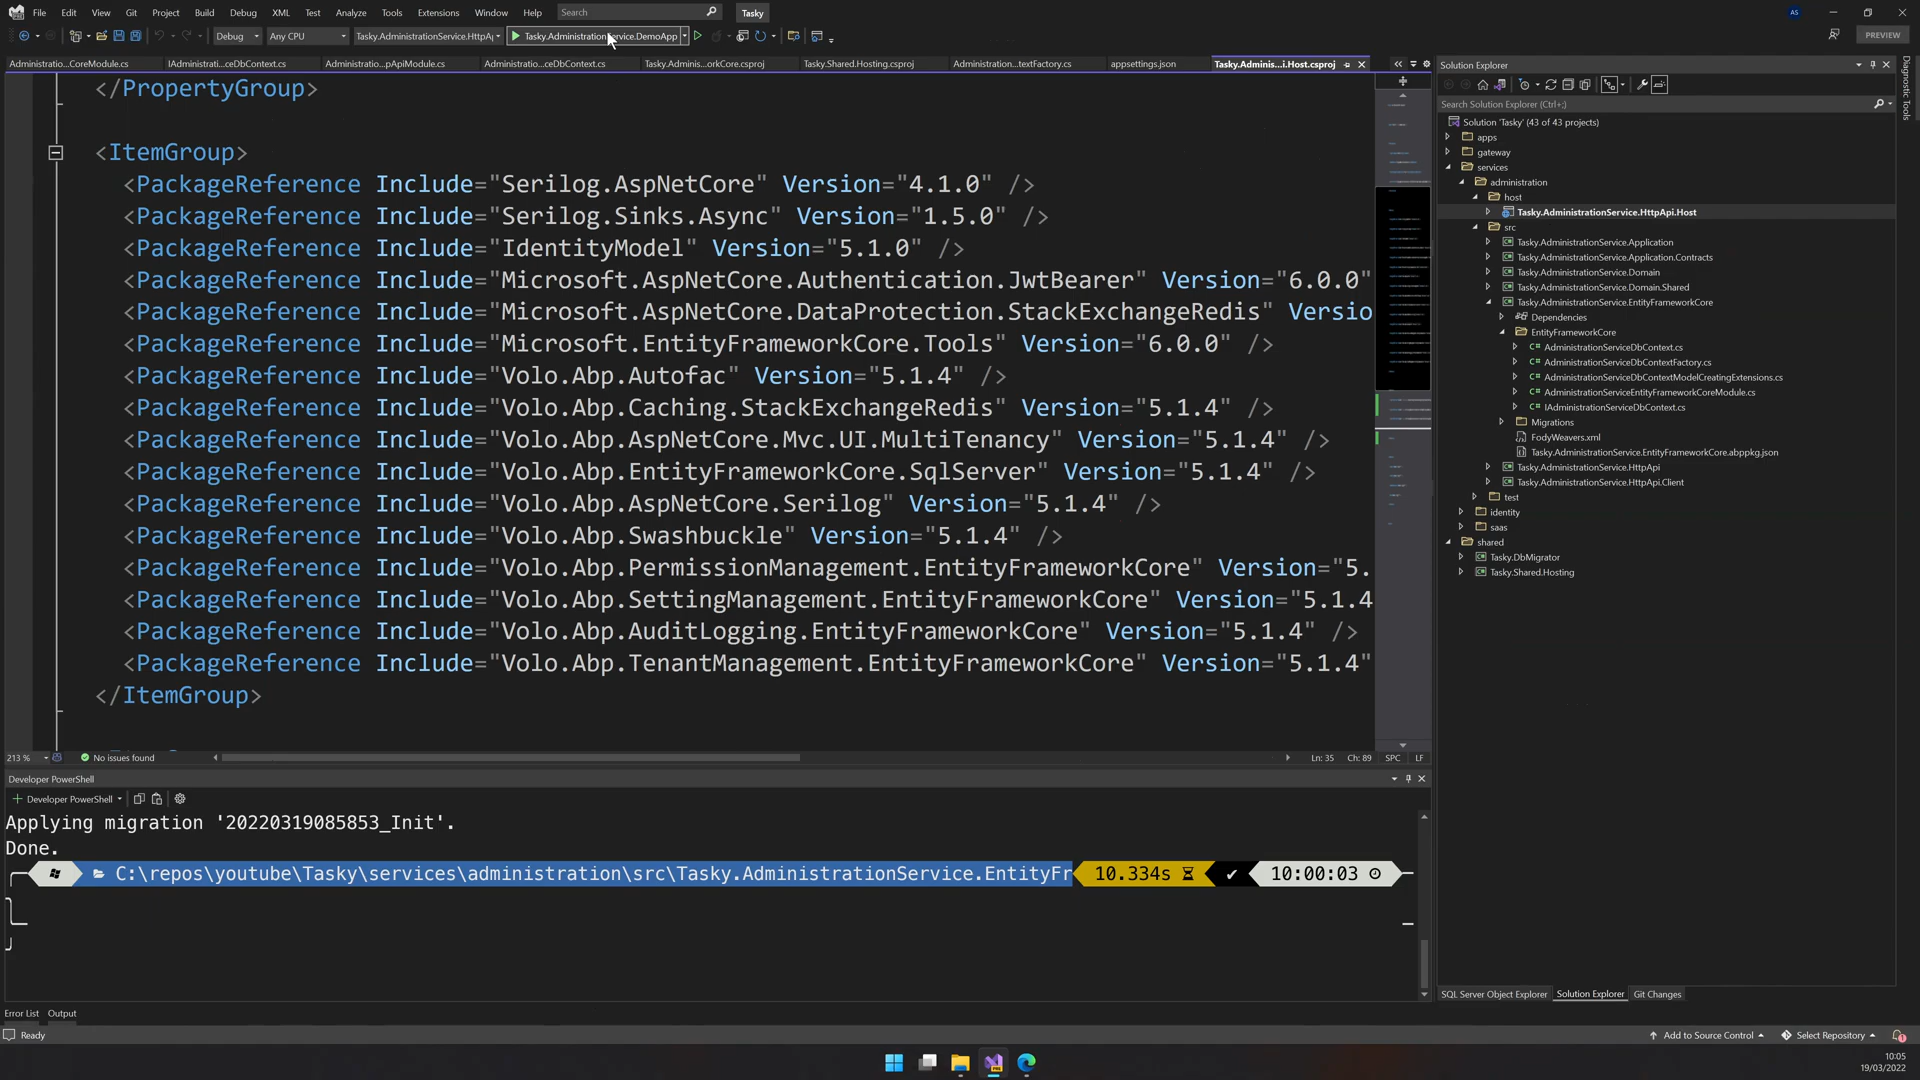 File Edit View Git Project Build Debug XML Test Analyze Tools Extensions Window Help Search Tasky AS
Debug Any CPU Tasky.AdministrationService.HttpAp Tasky.AdministrationService.DemoApp PREVIEW
Administratio...CoreModule.cs IAdministrati...ceDbContext.cs Administratio...pApiModule.cs Administratio...ceDbContext.cs Tasky.Adminis...orkCore.csproj Tasky.Shared.Hosting.csproj Administration...textFactory.cs appsettings.json Tasky.Adminis...i.Host.csproj
</PropertyGroup>
<ItemGroup>
<PackageReference Include="Serilog.AspNetCore" Version="4.1.0" />
<PackageReference Include="Serilog.Sinks.Async" Version="1.5.0" />
<PackageReference Include="IdentityModel" Version="5.1.0" />
<PackageReference Include="Microsoft.AspNetCore.Authentication.JwtBearer" Version="6.0.0"
<PackageReference Include="Microsoft.AspNetCore.DataProtection.StackExchangeRedis" Versio
<PackageReference Include="Microsoft.EntityFrameworkCore.Tools" Version="6.0.0" />
<PackageReference Include="Volo.Abp.Autofac" Version="5.1.4" />
<PackageReference Include="Volo.Abp.Caching.StackExchangeRedis" Version="5.1.4" />
<PackageReference Include="Volo.Abp.AspNetCore.Mvc.UI.MultiTenancy" Version="5.1.4" />
<PackageReference Include="Volo.Abp.EntityFrameworkCore.SqlServer" Version="5.1.4" />
<PackageReference Include="Volo.Abp.AspNetCore.Serilog" Version="5.1.4" />
<PackageReference Include="Volo.Abp.Swashbuckle" Version="5.1.4" />
<PackageReference Include="Volo.Abp.PermissionManagement.EntityFrameworkCore" Version="5.
<PackageReference Include="Volo.Abp.SettingManagement.EntityFrameworkCore" Version="5.1.4
<PackageReference Include="Volo.Abp.AuditLogging.EntityFrameworkCore" Version="5.1.4" />
<PackageReference Include="Volo.Abp.TenantManagement.EntityFrameworkCore" Version="5.1.4"
</ItemGroup>
213 % No issues found Ln: 35 Ch: 89 SPC LF
Developer PowerShell
Developer PowerShell
Applying migration '20220319085853_Init'.
Done.
C:\repos\youtube\Tasky\services\administration\src\Tasky.AdministrationService.EntityFr 10.334s 10:00:03
Solution Explorer
Search Solution Explorer (Ctrl+;)
Solution 'Tasky' (43 of 43 projects)
apps
gateway
services
administration
host
Tasky.AdministrationService.HttpApi.Host
src
Tasky.AdministrationService.Application
Tasky.AdministrationService.Application.Contracts
Tasky.AdministrationService.Domain
Tasky.AdministrationService.Domain.Shared
Tasky.AdministrationService.EntityFrameworkCore
Dependencies
EntityFrameworkCore
AdministrationServiceDbContext.cs
AdministrationServiceDbContextFactory.cs
AdministrationServiceDbContextModelCreatingExtensions.cs
AdministrationServiceEntityFrameworkCoreModule.cs
IAdministrationServiceDbContext.cs
Migrations
FodyWeavers.xml
Tasky.AdministrationService.EntityFrameworkCore.abppkg.json
Tasky.AdministrationService.HttpApi
Tasky.AdministrationService.HttpApi.Client
test
identity
saas
shared
Tasky.DbMigrator
Tasky.Shared.Hosting
SQL Server Object Explorer Solution Explorer Git Changes
Diagnostic Tools
Error List Output
Ready Add to Source Control Select Repository
10:05
19/03/2022